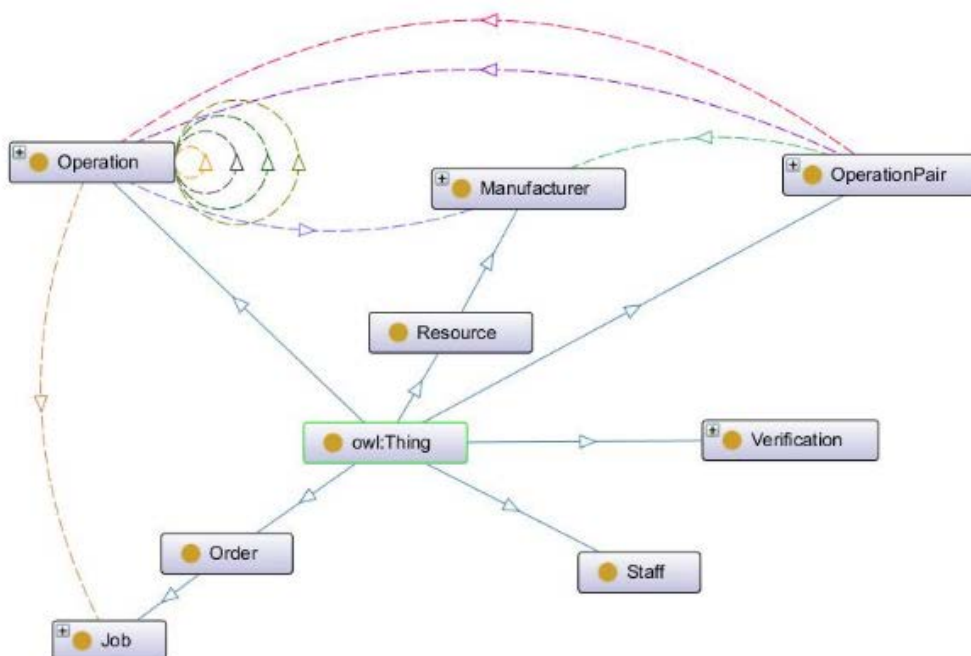 Operation
Manufacturer
OperationPair
Resource
owl:Thing
Verification
Order
Staff
Job